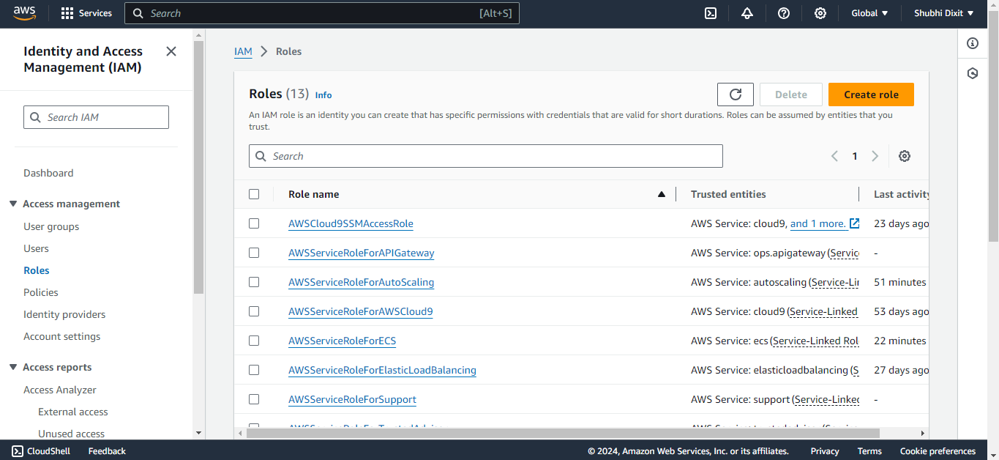 aws
Services
Search
[Alt+S]
Global
Shubhi Dixit
Identity and Access
Management (IAM)
Search IAM
Dashboard
Access management
User groups
Users
Roles
Policies
Identity providers
Account settings
Access reports
Access Analyzer
External access
Unused access
IAM
Roles
Roles (13) Info
Delete
Create role
An IAM role is an identity you can create that has specific permissions with credentials that are valid for short durations. Roles can be assumed by entities that you
trust.
Search
1
Role name Trusted entities Last activity
AWSCloud9SSMAccessRole AWS Service: cloud9, and 1 more. 23 days ago
AWSServiceRoleForAPIGateway AWS Service: ops.apigateway (Servic -
AWSServiceRoleForAutoScaling AWS Service: autoscaling (Service-Li 51 minutes
AWSServiceRoleForAWSCloud9 AWS Service: cloud9 (Service-Linked 53 days ago
AWSServiceRoleForECS AWS Service: ecs (Service-Linked Rol 22 minutes
AWSServiceRoleForElasticLoadBalancing AWS Service: elasticloadbalancing (S 27 days ago
AWSServiceRoleForSupport AWS Service: support (Service-Linked -
CloudShell
Feedback
© 2024, Amazon Web Services, Inc. or its affiliates.
Privacy
Terms
Cookie preferences